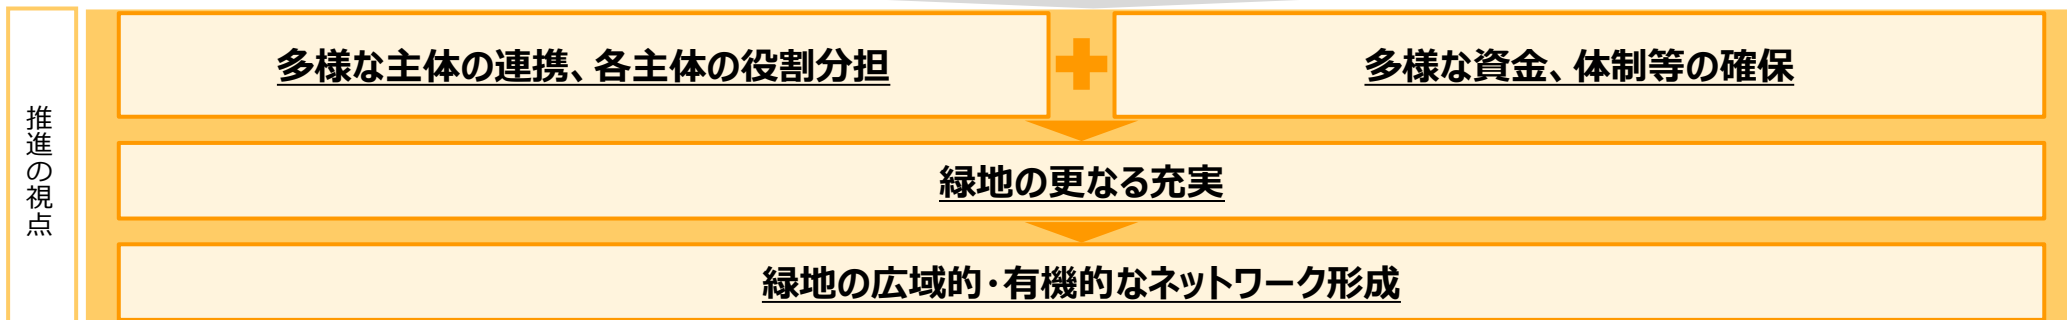 推進の視点
多様な主体の連携、各主体の役割分担
多様な資金、体制等の確保
緑地の更なる充実
緑地の広域的・有機的なネットワーク形成